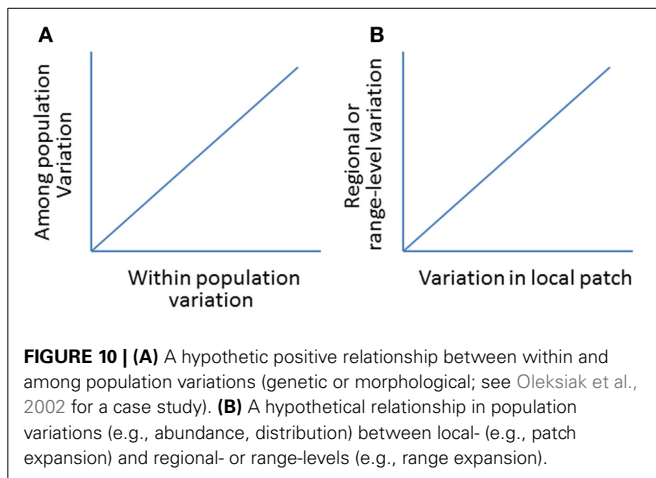 A
B
Among population
Variation
Within population
variation
Regional or
range-level variation
Variation in local patch
FIGURE 10 | (A) A hypothetic positive relationship between within and
among population variations (genetic or morphological; see Oleksiak et al.,
2002 for a case study). (B) A hypothetical relationship in population
variations (e.g., abundance, distribution) between local- (e.g., patch
expansion) and regional- or range-levels (e.g., range expansion).